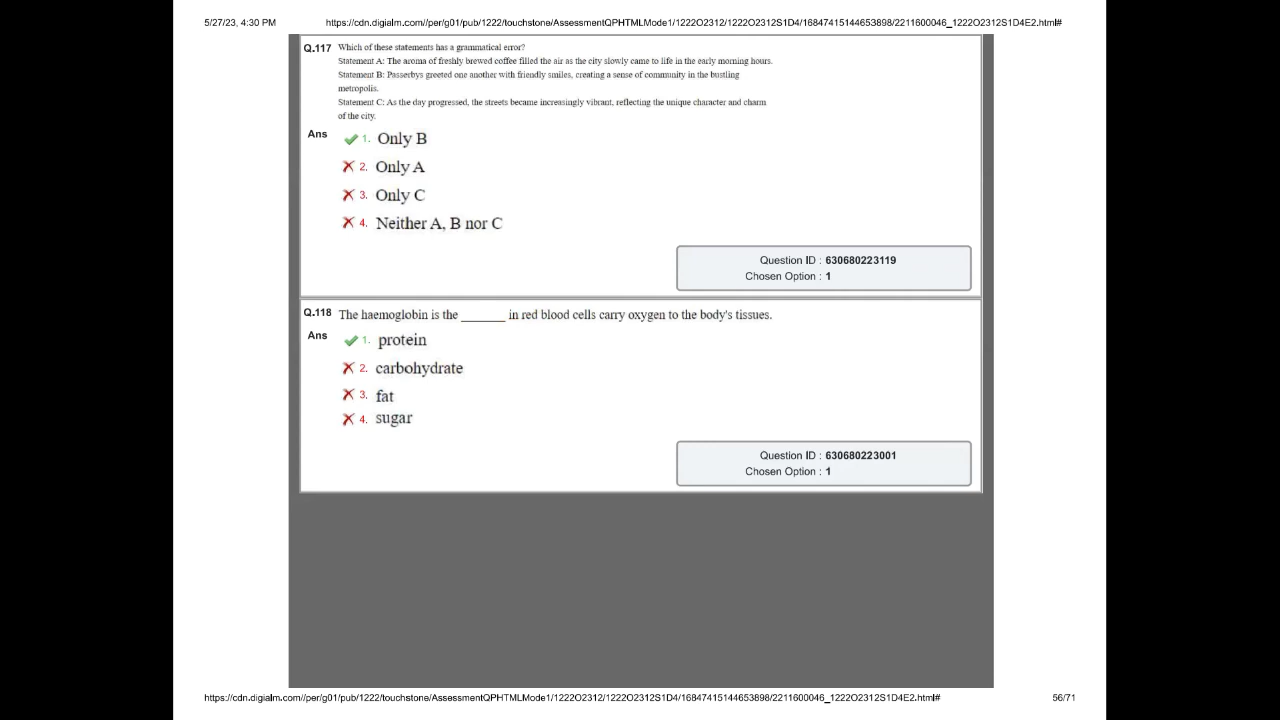 5/27/23, 4:30 PM https://cdn.digialm.com//per/g01/pub/1222/touchstone/AssessmentQPHTMLMode1/1222O2312/1222O2312S1D4/16847415144653898/2211600046_1222O2312S1D4E2.html#
Q.117 Which of these statements has a grammatical error?
Statement A: The aroma of freshly brewed coffee filled the air as the city slowly came to life in the early morning hours.
Statement B: Passerbys greeted one another with friendly smiles, creating a sense of community in the bustling
metropolis.
Statement C: As the day progressed, the streets became increasingly vibrant, reflecting the unique character and charm
of the city.
Ans 1. Only B
2. Only A
3. Only C
4. Neither A, B nor C
Question ID : 630680223119
Chosen Option : 1
Q.118 The haemoglobin is the _______ in red blood cells carry oxygen to the body's tissues.
Ans 1. protein
2. carbohydrate
3. fat
4. sugar
Question ID : 630680223001
Chosen Option : 1
https://cdn.digialm.com//per/g01/pub/1222/touchstone/AssessmentQPHTMLMode1/1222O2312/1222O2312S1D4/16847415144653898/2211600046_1222O2312S1D4E2.html# 56/71